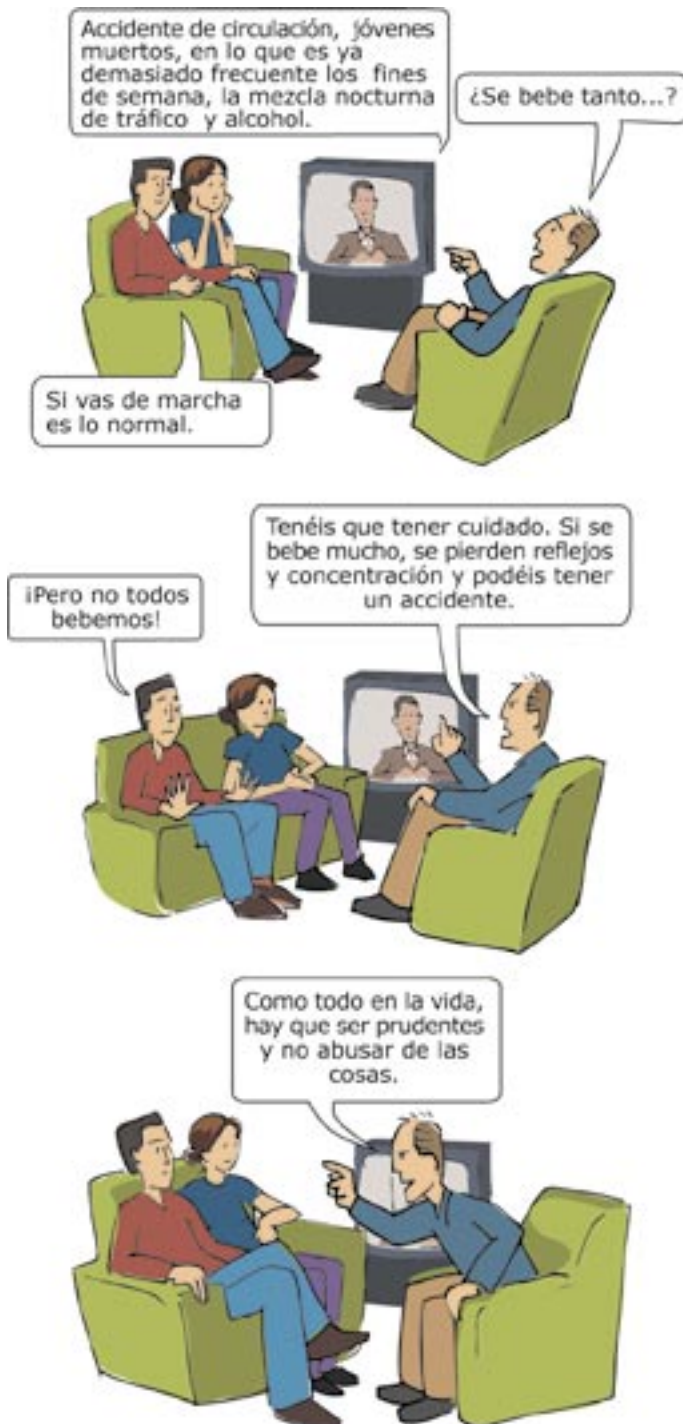 Accidente de circulación, jóvenes
muertos, en lo que es ya
demasiado frecuente los fines
de semana, la mezcla nocturna
de tráfico y alcohol.
¿Se bebe tanto...?
Si vas de marcha
es lo normal.
Tenéis que tener cuidado. Si se
bebe mucho, se pierden reflejos
y concentración y podéis tener
un accidente.
¡Pero no todos
bebemos!
Como todo en la vida,
hay que ser prudentes
y no abusar de las
cosas.